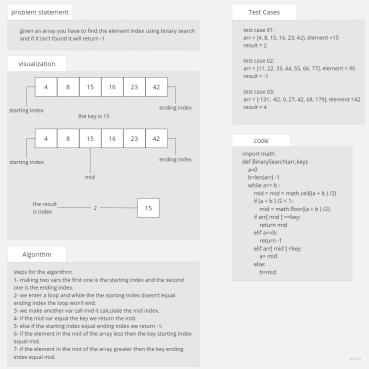 problem statement
given an array you have to find the element index using binary search
and if it isn't found it will return -1
visualization
4 8 15 16 23 42
starting index
ending index
the key is 15
4 8 15 16 23 42
starting index
ending index
mid
the result
is index
2
15
Algorithm
steps for the algorithm:
1- making two vars the first one is the starting index and the second
one is the ending index.
2- we enter a loop and while the the starting index doesn't equal
ending index the loop won't end.
3- we make another var call mid it calculate the mid index.
4- if the mid var equal the key we return the mid.
5- else if the starting index equal ending index we return -1.
6- if the element in the mid of the array less then the key starting index
equal mid.
7- if the element in the mid of the array greater then the key ending
index equal mid.
Test Cases
test case 01:
arr = [4, 8, 15, 16, 23, 42], element =15
result = 2
test case 02:
arr = [11, 22, 33, 44, 55, 66, 77], element = 90
result = -1
test case 03:
arr = [-131, -82, 0, 27, 42, 68, 179], element =42
result = 4
code
import math
def BinarySearch(arr,key):
a=0
b=len(arr) -1
while a<= b :
mid = mid = math.ceil((a + b ) /2)
if (a + b ) /2 < 1:
mid = math.floor((a + b ) /2)
if arr[ mid ] ==key:
return mid
elif a==b:
return -1
elif arr[ mid ] <key:
a= mid
else:
b=mid